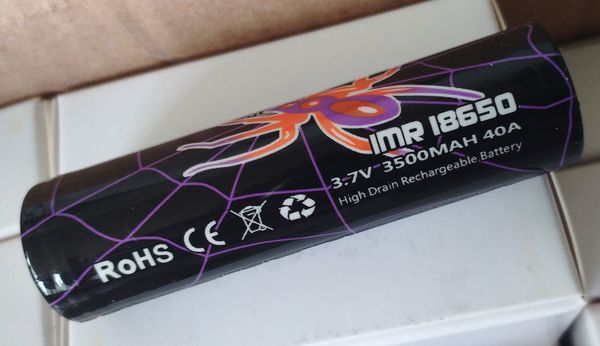 IMR 18650
3.7V 3500MAH 40A
High Drain Rechargeable Battery
RoHS CE